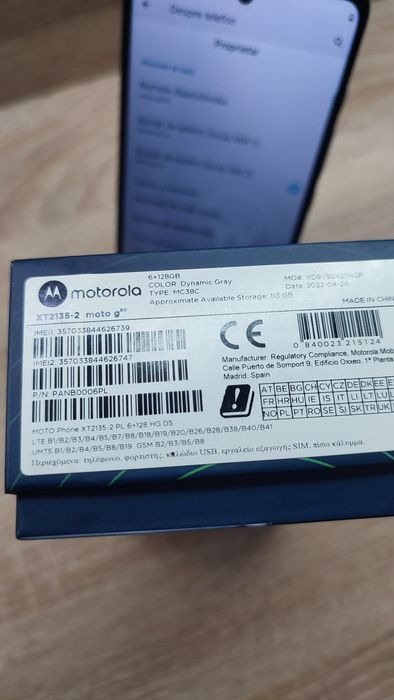 Despre telefon
Proprietar
motorola
6+128GB
COLOR: Dynamic Gray
TYPE: MC38C
Approximate Available Storage: 113 GB
Date: 2022-04-24
MADE IN CHINA
XT2135-2 moto g60
IMEI1: 357033844626739
IMEI2: 357033844626747
P/N: PANB0006PL
CE
0 840023 215124
Manufacturer: Regulatory Compliance, Motorola
Calle Puerto de Somport 9, Edificio Oxxeo, 1ª Planta
Madrid. Spain
AT BE BG CH CY CZ DE DK EE
FR HR HU IE IS IT LI LT LU
NO PL PT RO SE SI SK TR UK
MOTO Phone XT2135-2 PL 6+128 HG DS
LTE B1/B2/B3/B4/B5/B7/B8/B18/B19/B20/B26/B28/B38/B40/B41
UMTS B1/B2/B4/B5/B8/B19 GSM B2/B3/B5/B8
Περιεχόμενα: τηλέφωνο, φορτιστής, καλώδιο USB, εργαλείο εξαγωγής SIM, πίσω κάλυμμα.